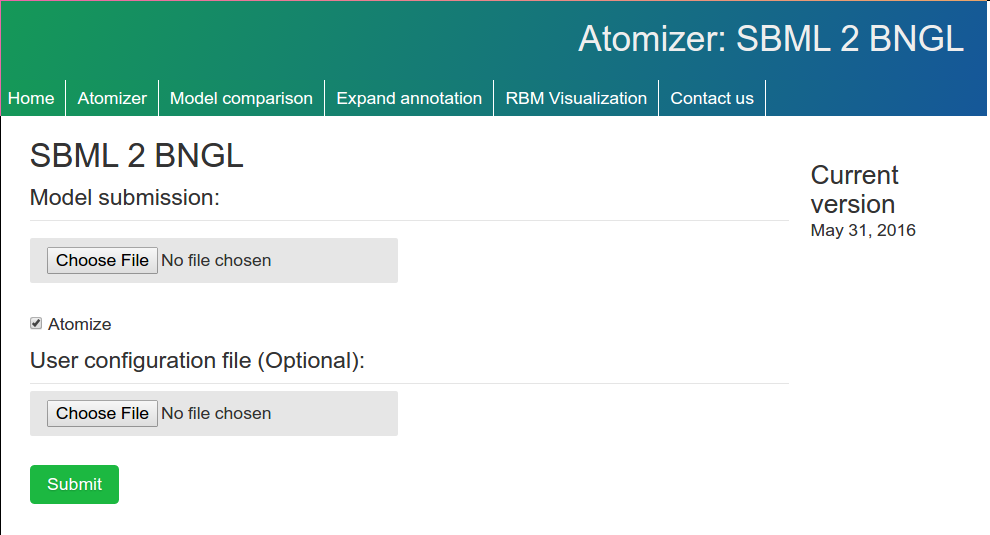 Atomizer: SBML 2 BNGL
Home Atomizer Model comparison Expand annotation RBM Visualization Contact us
SBML 2 BNGL
Model submission:
Choose File No file chosen
Atomize
User configuration file (Optional):
Choose File No file chosen
Submit
Current
version
May 31, 2016